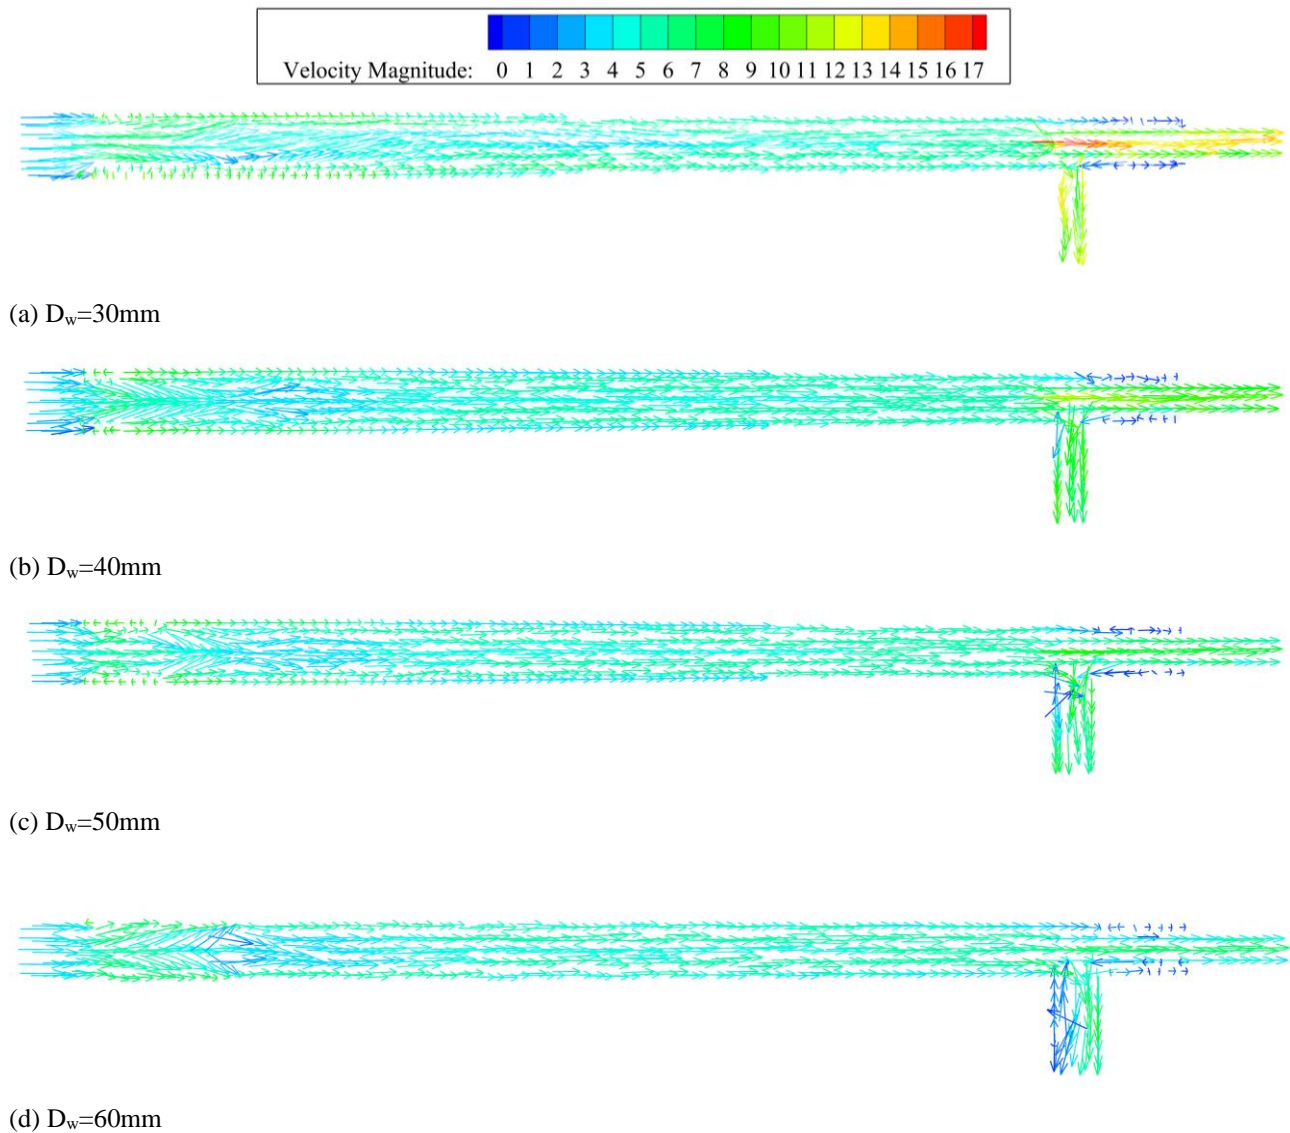 Velocity Magnitude: 0 1 2 3 4 5 6 7 8 9 10 11 12 13 14 15 16 17
(a) Dw=30mm
(b) Dw=40mm
(c) Dw=50mm
(d) Dw=60mm